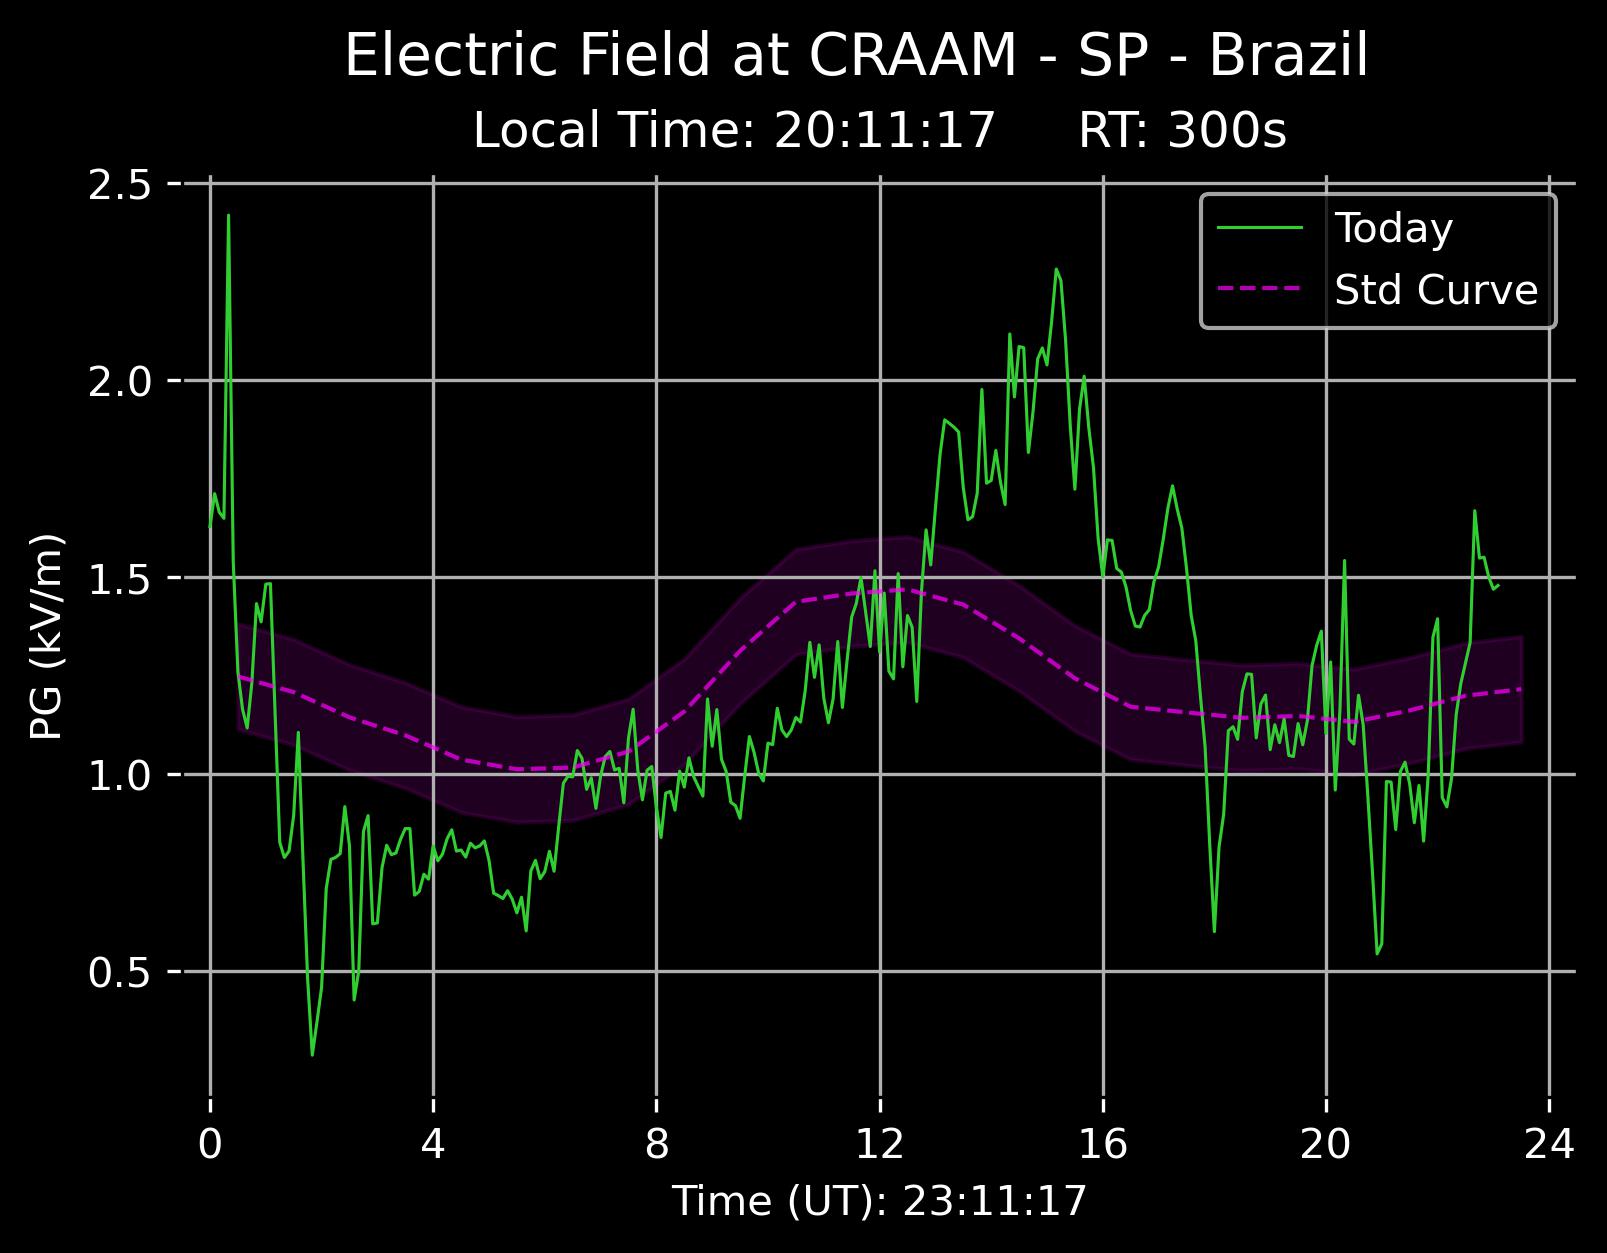 Electric Field at CRAAM - SP - Brazil
Local Time: 20:11:17 RT: 300s
2.5
2.0
1.5
1.0
0.5
PG (kV/m)
Today
Std Curve
0 4 8 12 16 20 24
Time (UT): 23:11:17